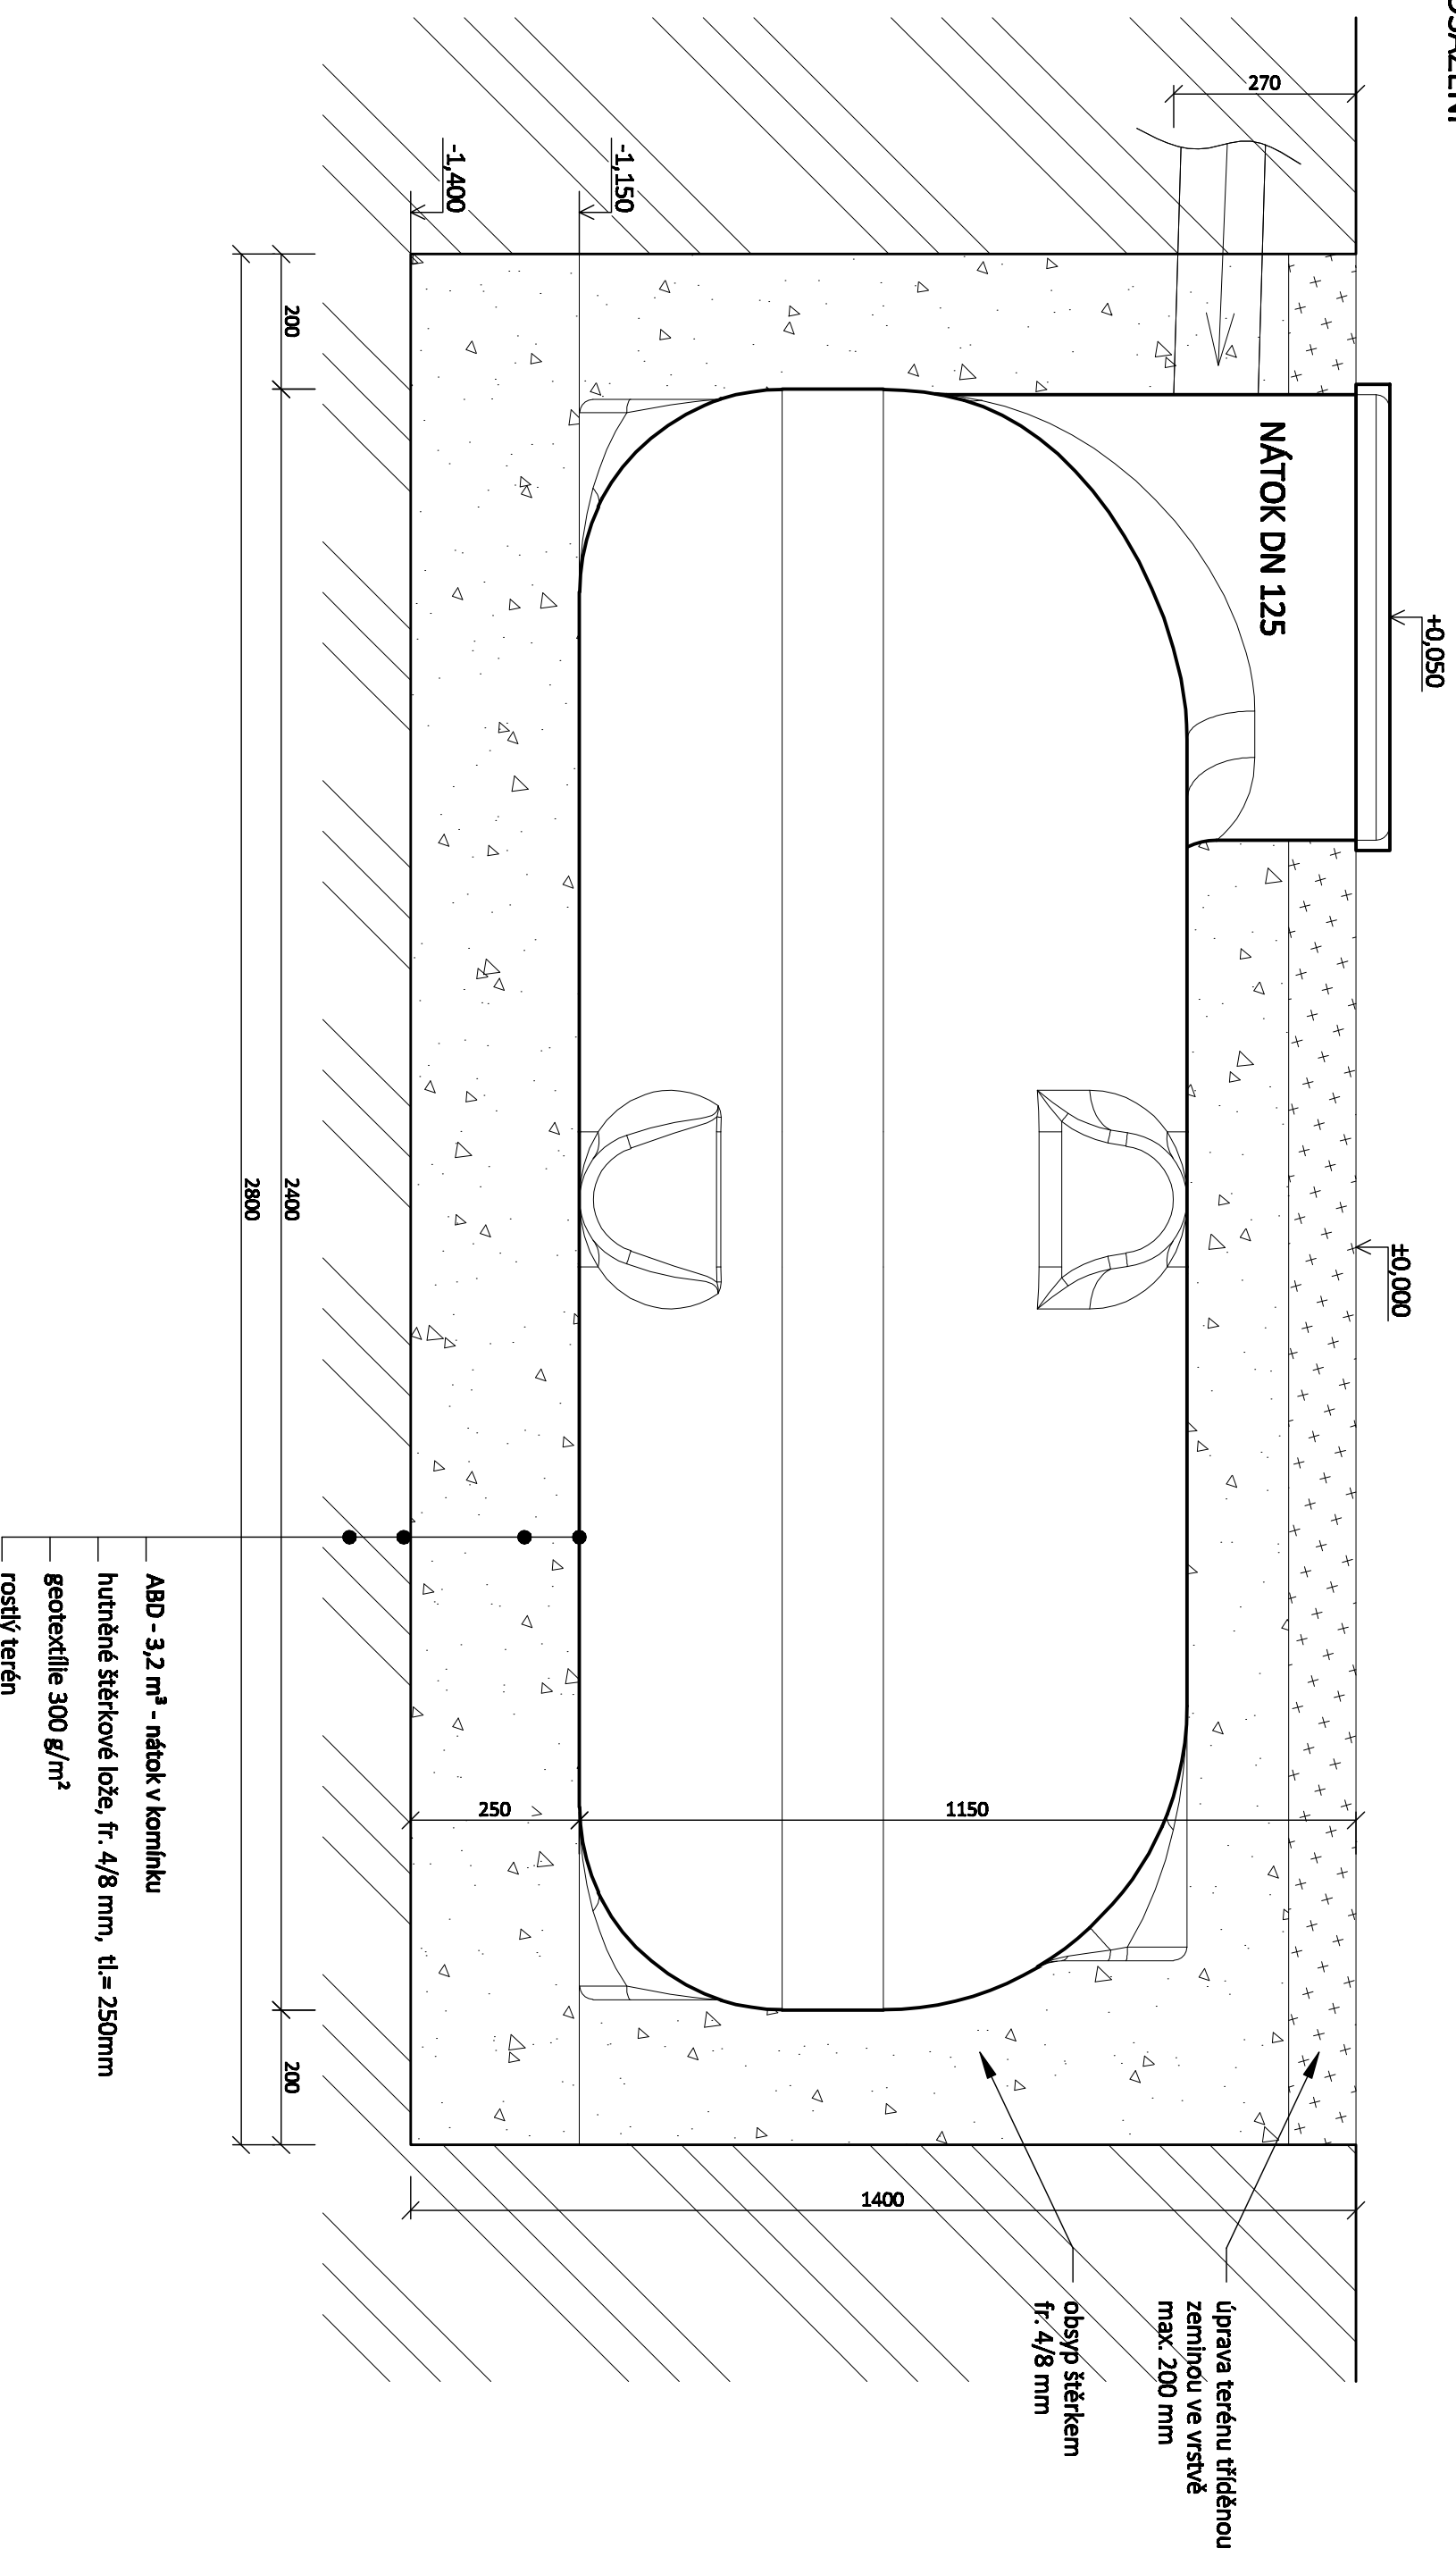 OSAZENÍ
+0,050
±0,000
270
NÁTOK DN 125
-1,150
-1,400
1150
250
1400
200
2400
200
2800
úprava terénu tříděnou
zeminou ve vrstvě
max. 200 mm
obsyp štěrkem
fr. 4/8 mm
ABD - 3,2 m³ - nátok v komínku
hutněné štěrkové lože, fr. 4/8 mm, tl.= 250mm
geotextílie 300 g/m²
rostlý terén